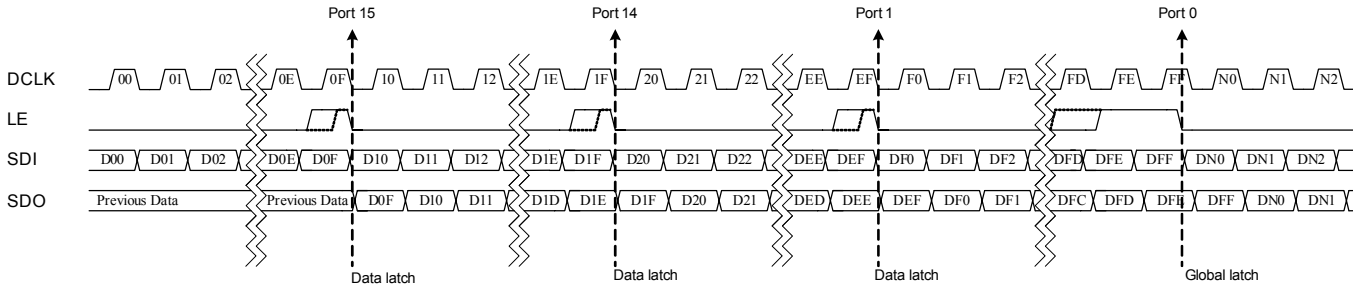 Port 15 Port 14 Port 1 Port 0
DCLK 00 01 02 0E 0F 10 11 12 1E 1F 20 21 22 EE EF F0 F1 F2 FD FE FF N0 N1 N2
LE
SDI D00 D01 D02 D0E D0F D10 D11 D12 D1E D1F D20 D21 D22 DEE DEF DF0 DF1 DF2 DFD DFE DFF DN0 DN1 DN2
SDO Previous Data Previous Data D0F D10 D11 D1D D1E D1F D20 D21 DED DEE DEF DF0 DF1 DFC DFD DFE DFF DN0 DN1
Data latch Data latch Data latch Global latch